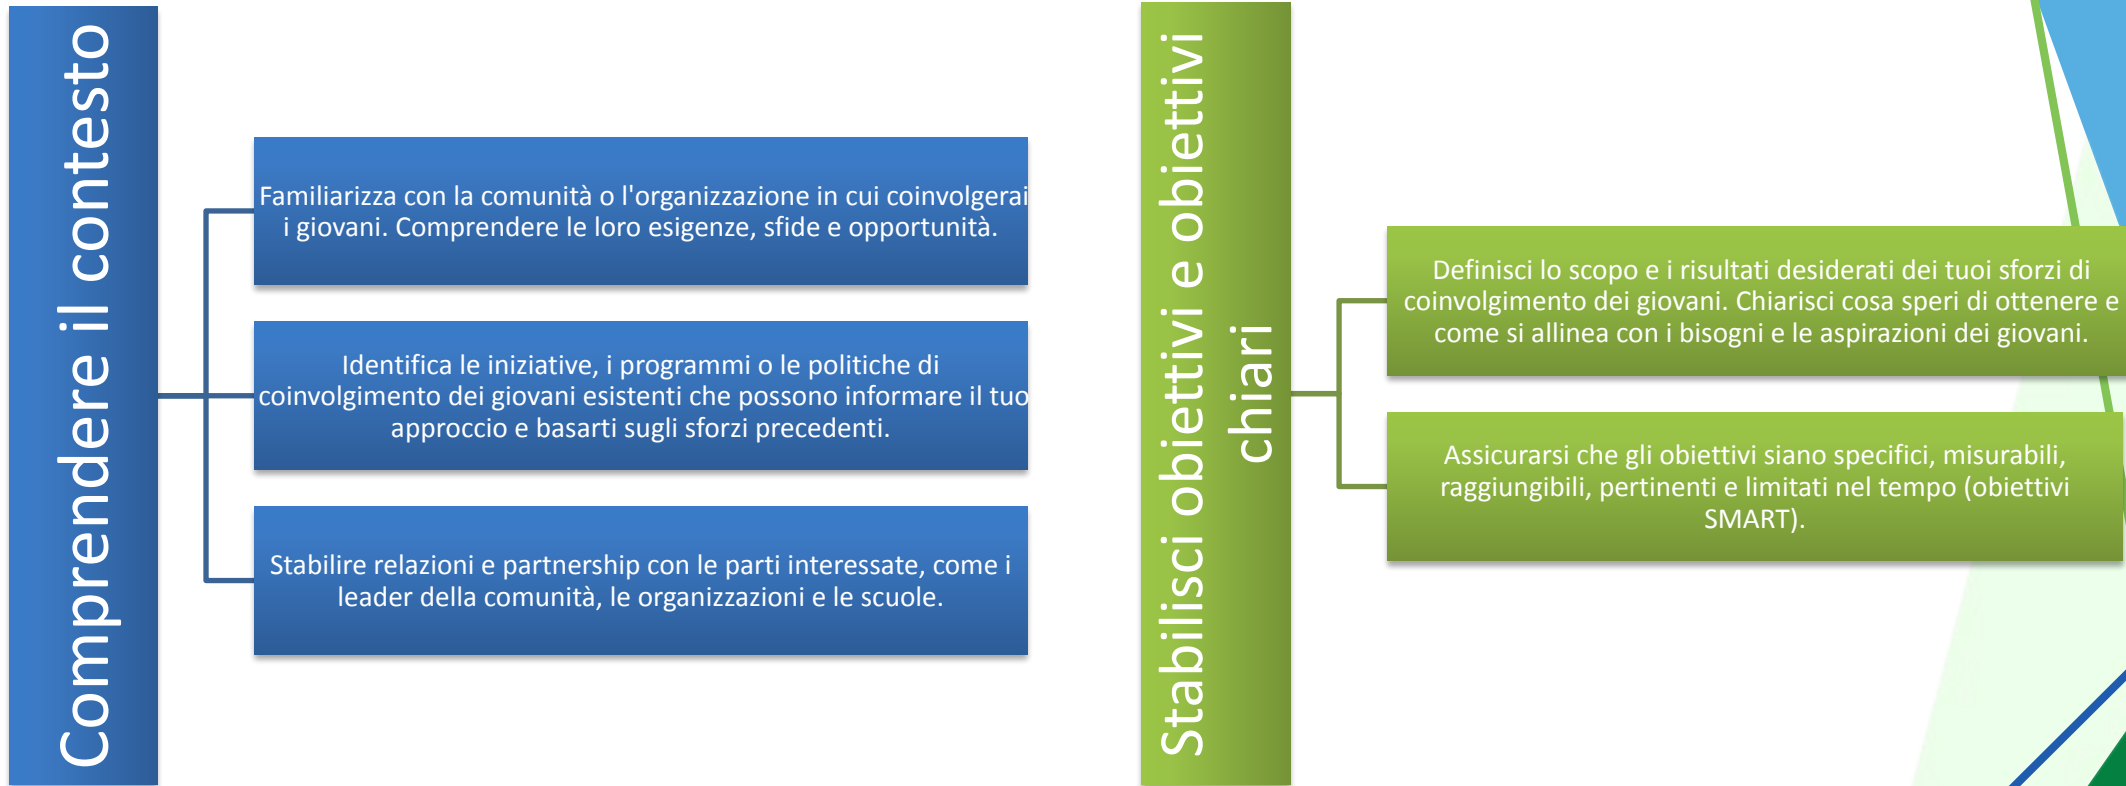 Comprendere il contesto
Familiarizza con la comunità o l'organizzazione in cui coinvolgerai
i giovani. Comprendere le loro esigenze, sfide e opportunità.
Identifica le iniziative, i programmi o le politiche di
coinvolgimento dei giovani esistenti che possono informare il tuo
approccio e basarti sugli sforzi precedenti.
Stabilire relazioni e partnership con le parti interessate, come i
leader della comunità, le organizzazioni e le scuole.
Stabilisci obiettivi e obiettivi
chiari
Definisci lo scopo e i risultati desiderati dei tuoi sforzi di
coinvolgimento dei giovani. Chiarisci cosa speri di ottenere e
come si allinea con i bisogni e le aspirazioni dei giovani.
Assicurarsi che gli obiettivi siano specifici, misurabili,
raggiungibili, pertinenti e limitati nel tempo (obiettivi
SMART).